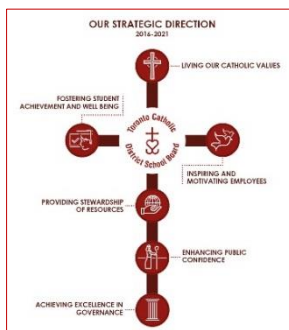 OUR STRATEGIC DIRECTION
2016-2021
LIVING OUR CATHOLIC VALUES
FOSTERING STUDENT
ACHIEVEMENT AND WELL BEING
Toronto Catholic
District School Board
INSPIRING AND
MOTIVATING EMPLOYEES
PROVIDING STEWARDSHIP
OF RESOURCES
ENHANCING PUBLIC
CONFIDENCE
ACHIEVING EXCELLENCE IN
GOVERNANCE